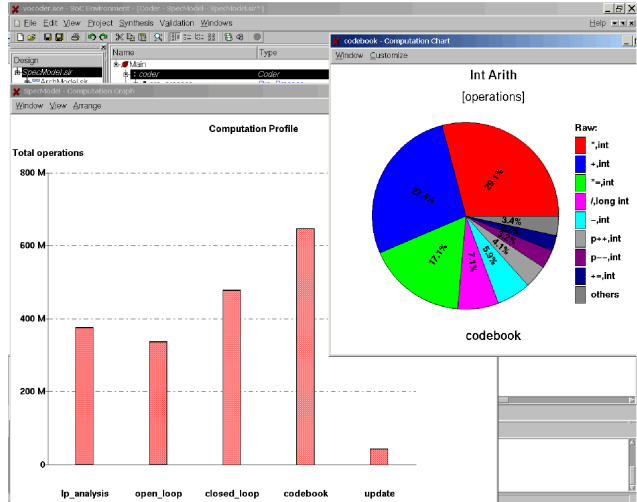 vocoder.sce - SoC Environment - [Coder - SpecModel - SpecModel.sir*]
File Edit View Project Synthesis Validation Windows
Help
Design
Name
Type
Main
SpecModel.sir
coder
Coder
ArchModel.sir
SpecModel - Computation Graph
Window View Arrange
Computation Profile
Total operations
800 M
600 M
400 M
200 M
0
lp_analysis open_loop closed_loop codebook update
codebook - Computation Chart
Window Customize
Int Arith
[operations]
29.1%
27.4%
17.1%
7.1%
5.9%
4.1%
3.4%
Raw:
*,int
+,int
*=,int
/,long int
-,int
p++,int
p--,int
+=,int
others
codebook